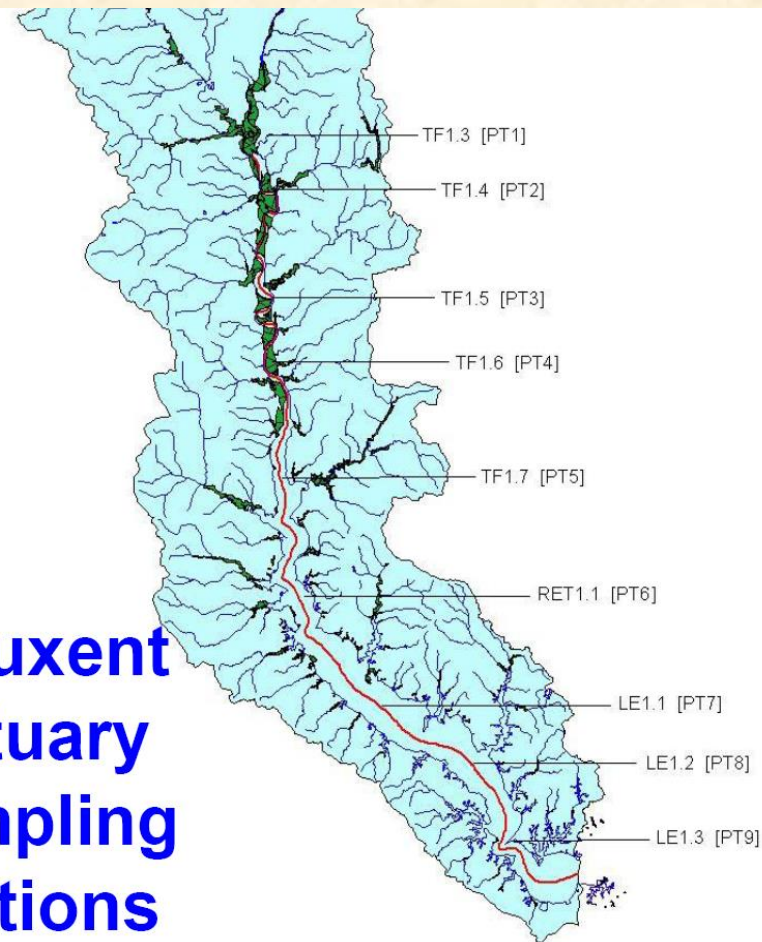 TF1.3 [PT1]
TF1.4 [PT2]
TF1.5 [PT3]
TF1.6 [PT4]
TF1.7 [PT5]
RET1.1 [PT6]
LE1.1 [PT7]
LE1.2 [PT8]
LE1.3 [PT9]
uxent
tuary
npling
tions